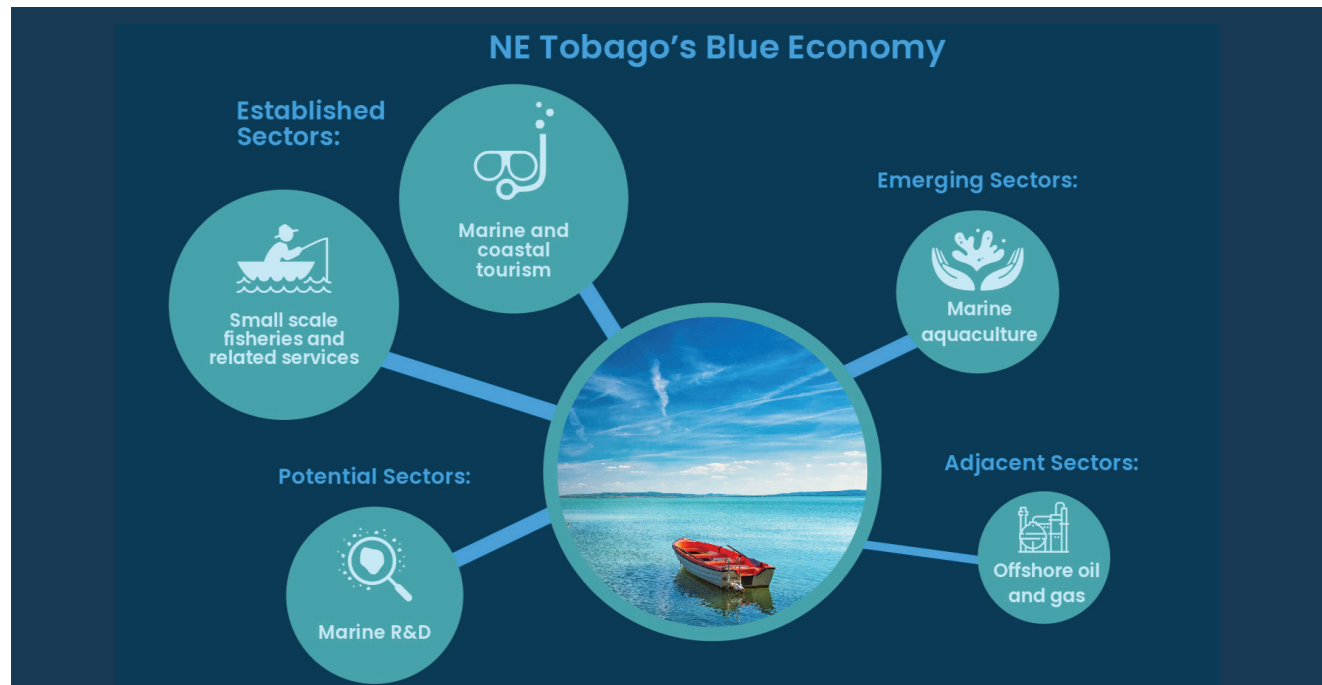 NE Tobago's Blue Economy
Established
Sectors:
Marine and
coastal
tourism
Small scale
fisheries and
related services
Emerging Sectors:
Marine
aquaculture
Potential Sectors:
Marine R&D
Adjacent Sectors:
Offshore oil
and gas